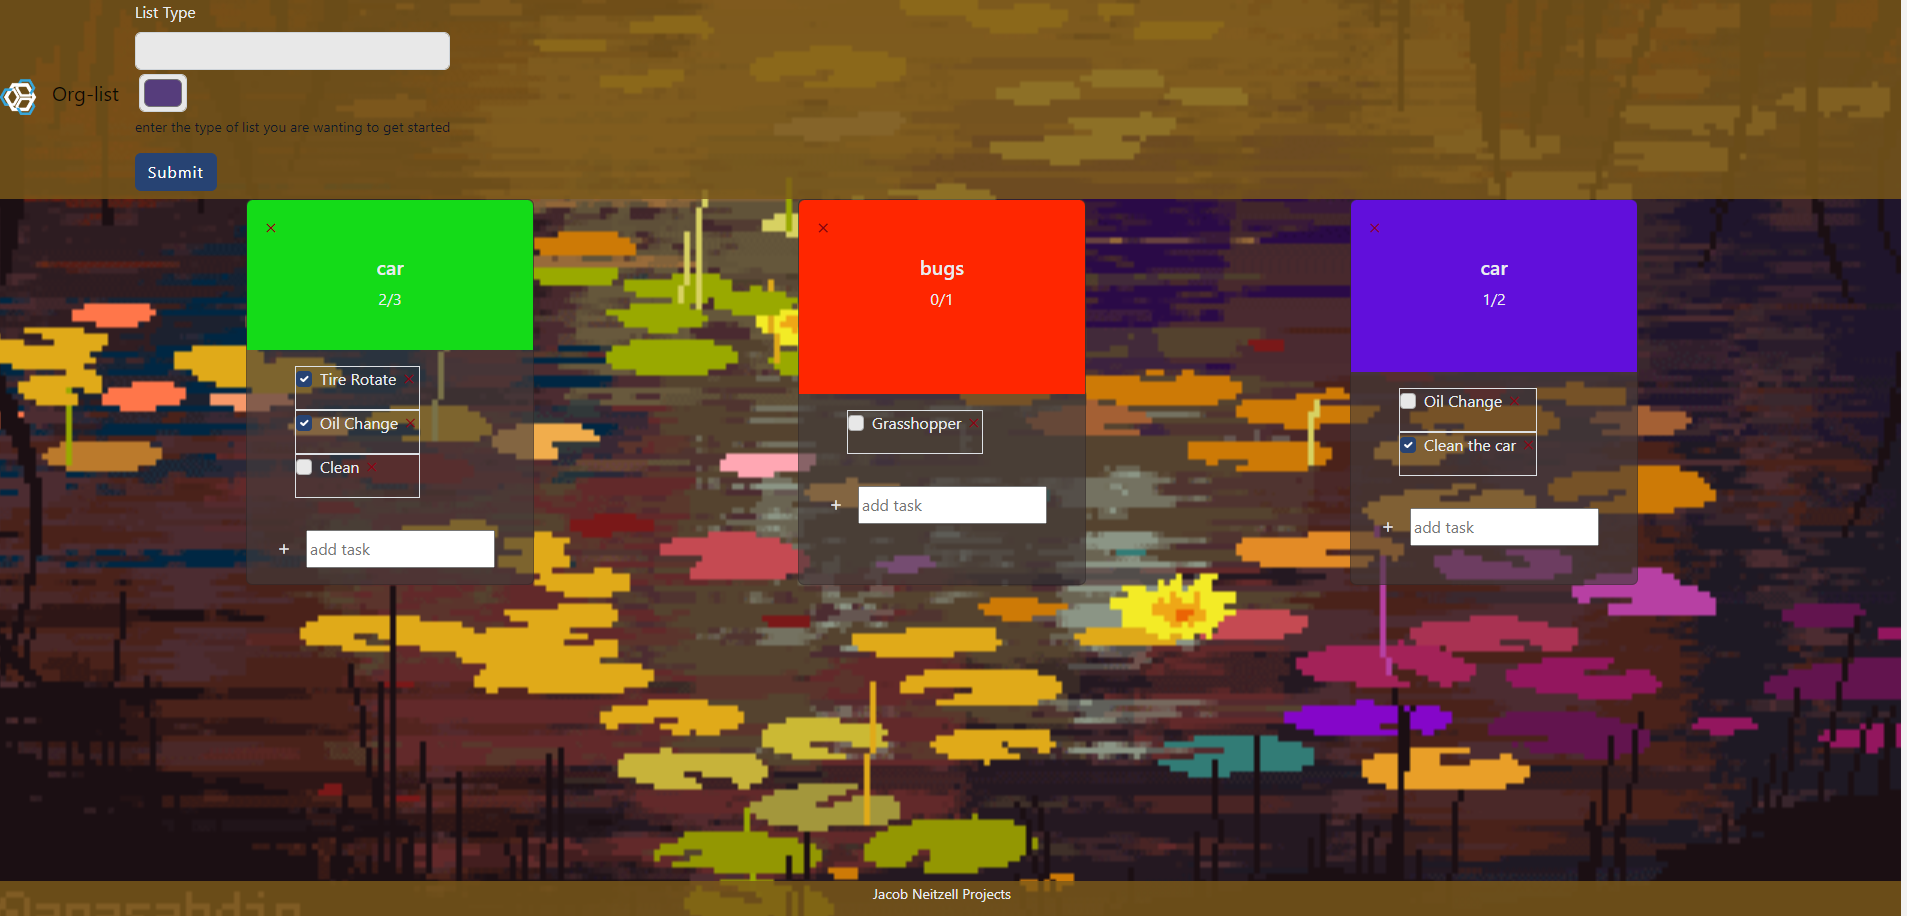 List Type
Org-list
enter the type of list you are wanting to get started
Submit
car
2/3
Tire Rotate
Oil Change
Clean
add task
bugs
0/1
Grasshopper
add task
car
1/2
Oil Change
Clean the car
add task
Jacob Neitzell Projects